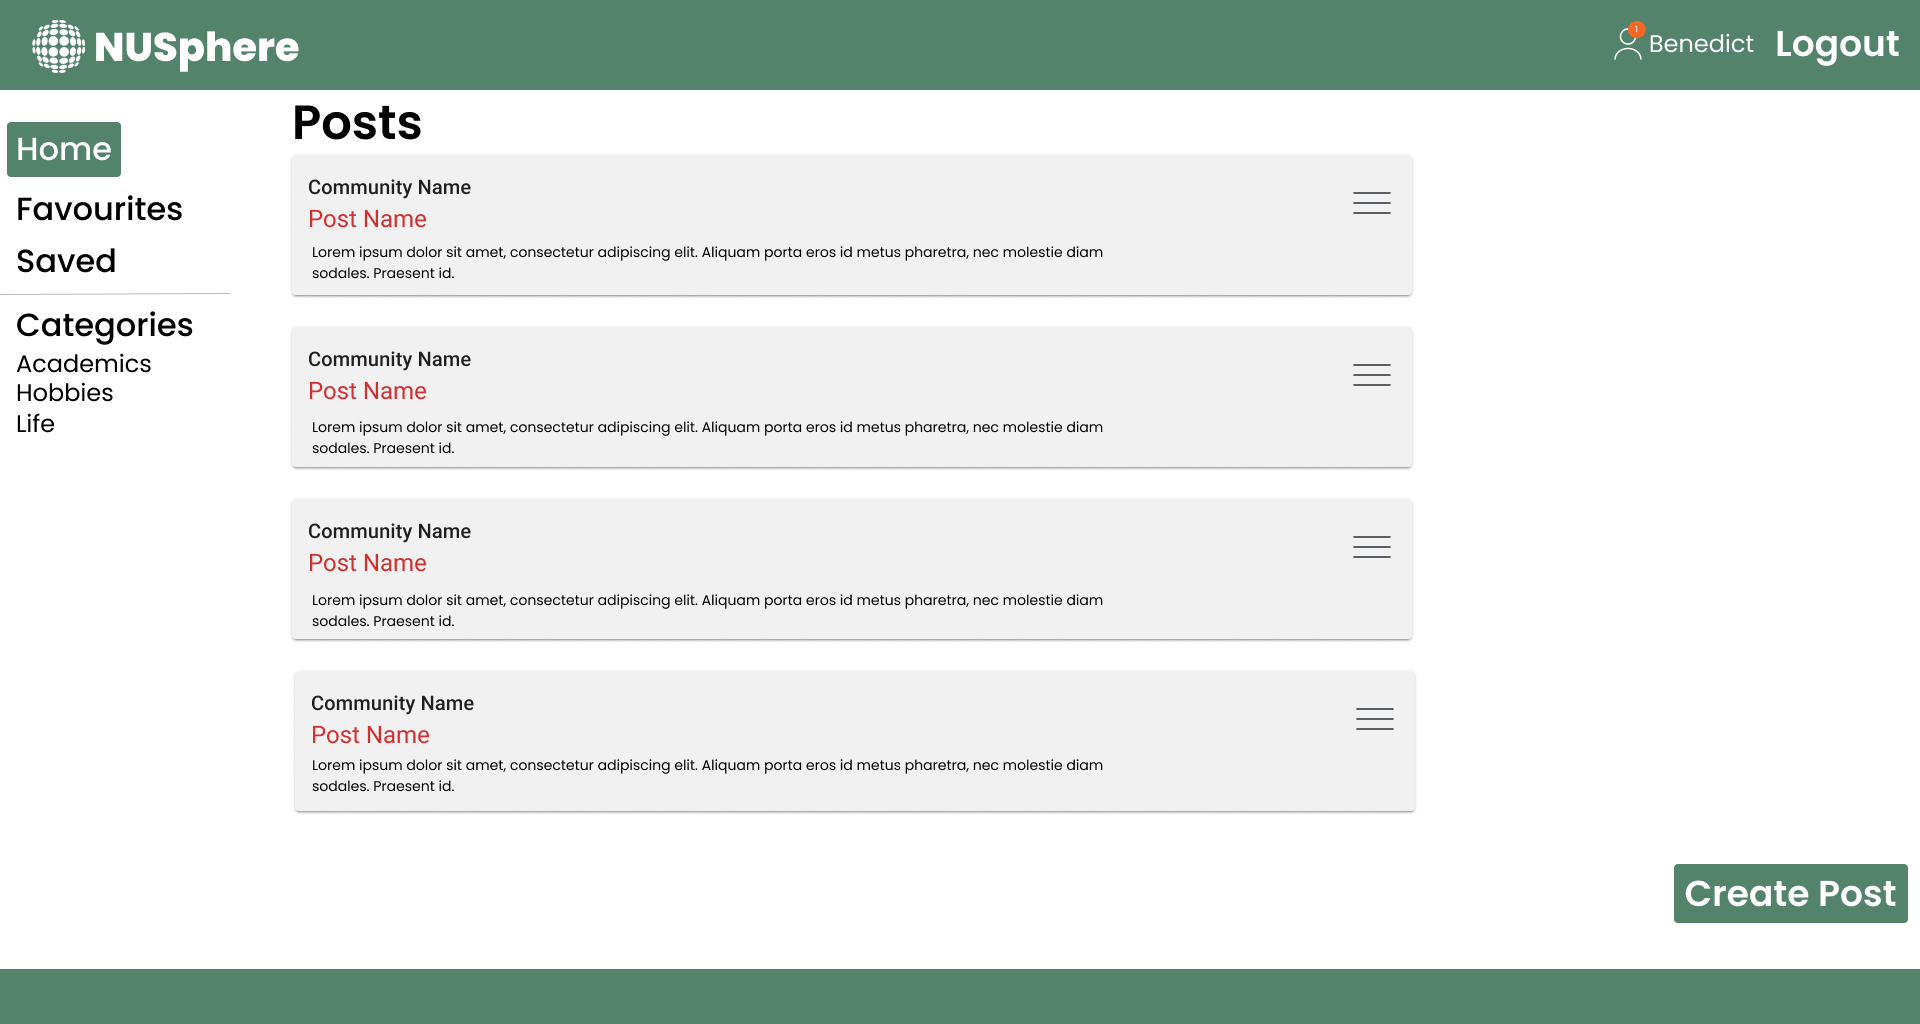 NUSphere
1
Benedict
Logout
Home
Favourites
Saved
Categories
Academics
Hobbies
Life
Posts
Community Name
Post Name
Lorem ipsum dolor sit amet, consectetur adipiscing elit. Aliquam porta eros id metus pharetra, nec molestie diam
sodales. Praesent id.
Community Name
Post Name
Lorem ipsum dolor sit amet, consectetur adipiscing elit. Aliquam porta eros id metus pharetra, nec molestie diam
sodales. Praesent id.
Community Name
Post Name
Lorem ipsum dolor sit amet, consectetur adipiscing elit. Aliquam porta eros id metus pharetra, nec molestie diam
sodales. Praesent id.
Community Name
Post Name
Lorem ipsum dolor sit amet, consectetur adipiscing elit. Aliquam porta eros id metus pharetra, nec molestie diam
sodales. Praesent id.
Create Post